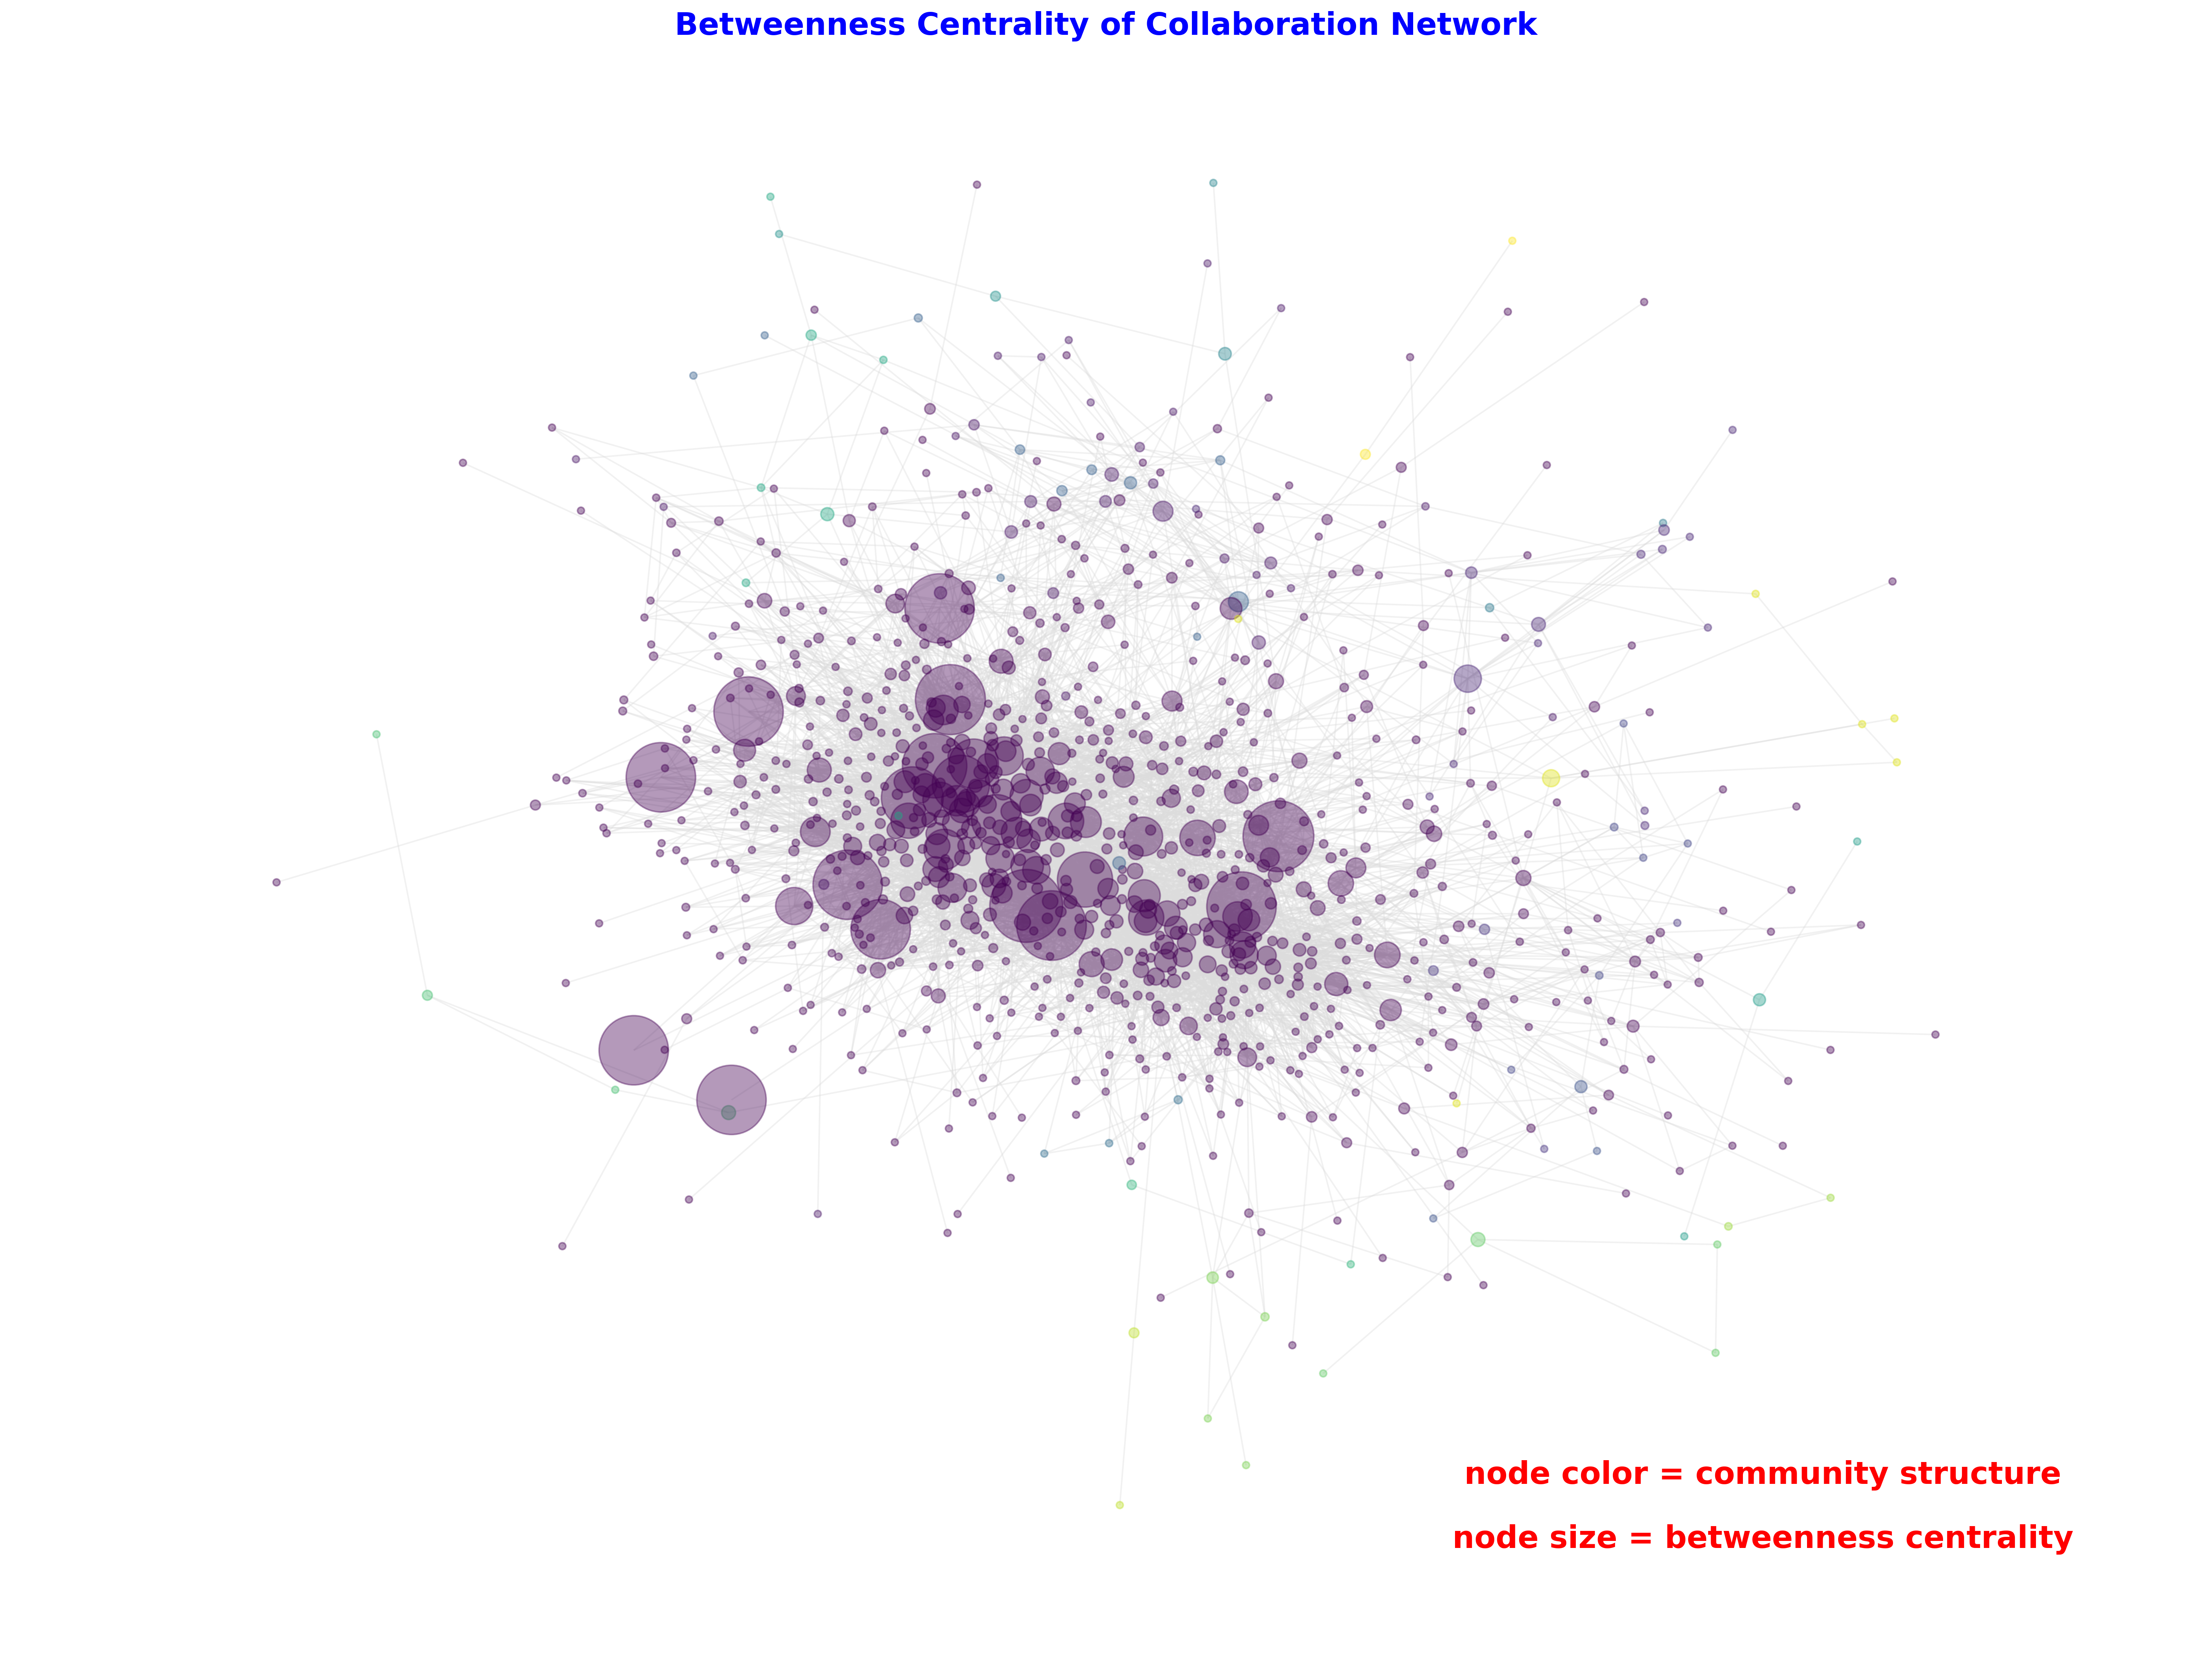 Betweenness Centrality of Collaboration Network
node color = community structure
node size = betweenness centrality